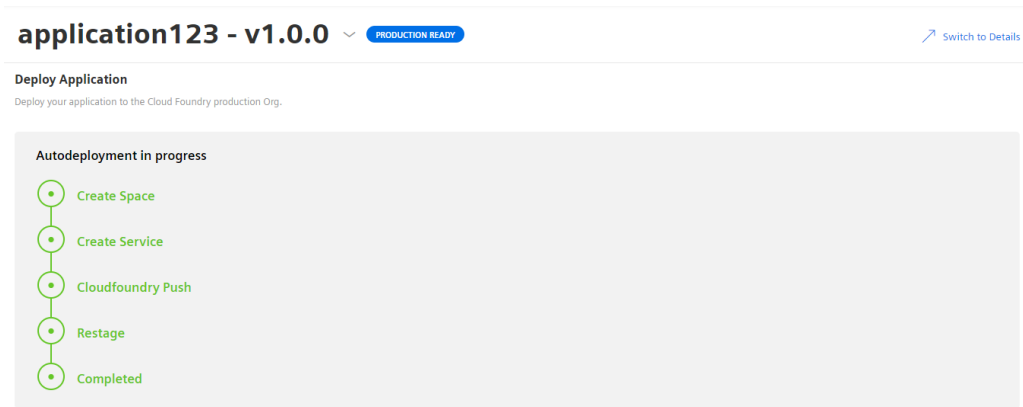 application123 - v1.0.0 PRODUCTION READY Switch to Details
Deploy Application
Deploy your application to the Cloud Foundry production Org.
Autodeployment in progress
Create Space
Create Service
Cloudfoundry Push
Restage
Completed